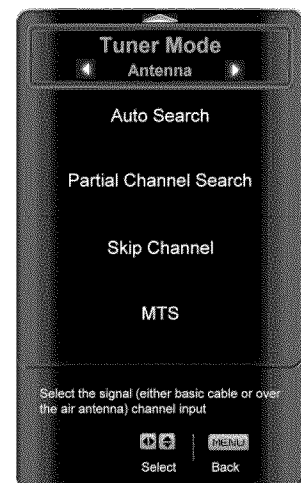 Tuner Mode
Antenna
Auto Search
Partial Channel Search
Skip Channel
MTS
Select the signal (either basic cable or over
the air antenna) channel input
MENU
Select Back